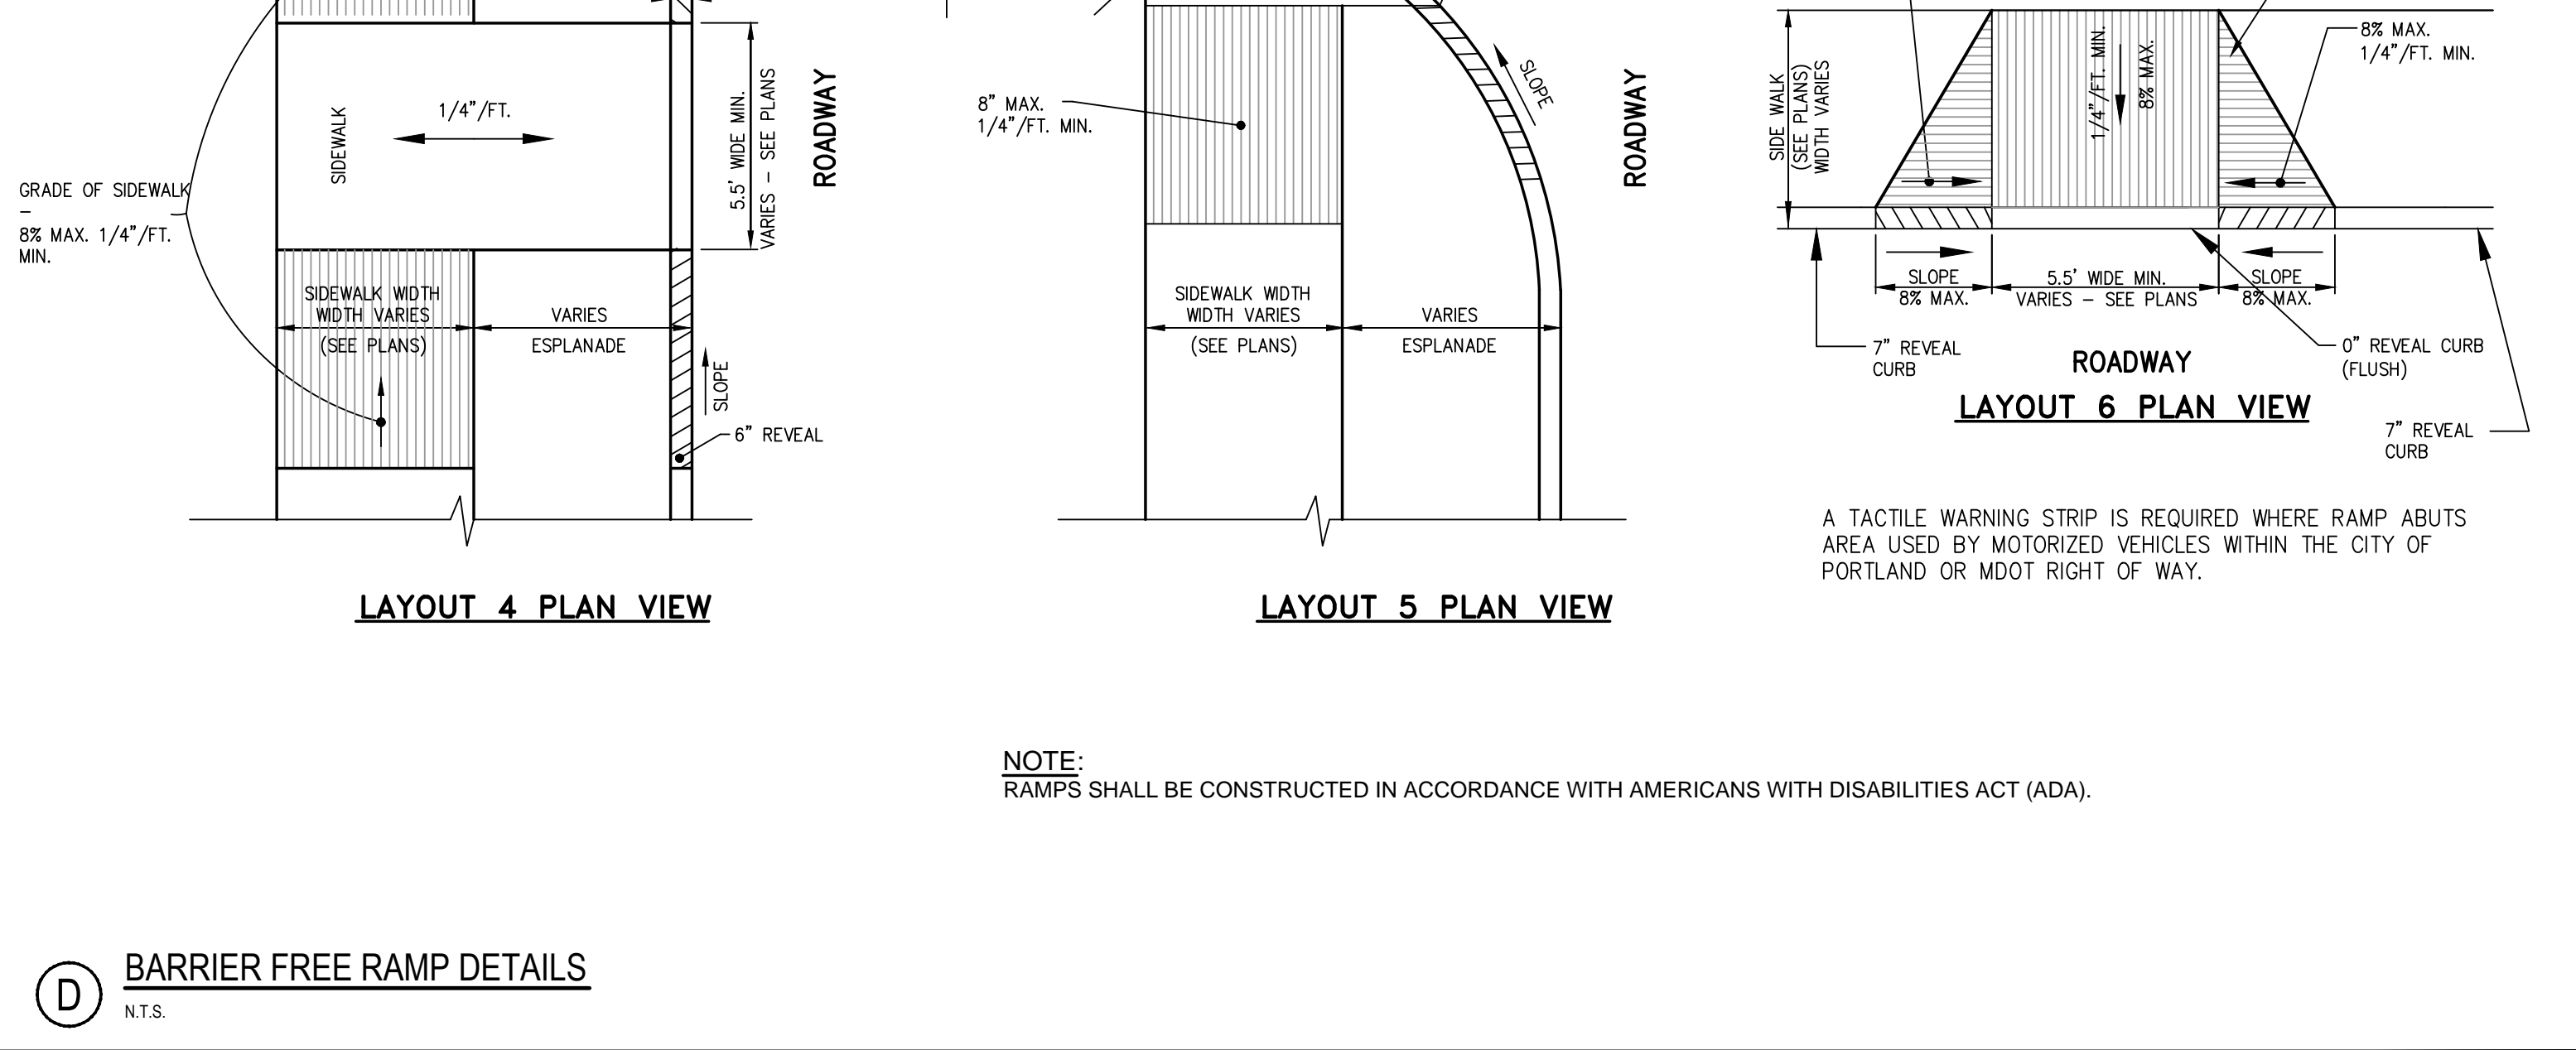 SIDEWALK
1/4"/FT.
5.5' WIDE MIN.
VARIES - SEE PLANS
ROADWAY
GRADE OF SIDEWALK
-
8% MAX. 1/4"/FT.
MIN.
SIDEWALK WIDTH
WIDTH VARIES
(SEE PLANS)
VARIES
ESPLANADE
SLOPE
6" REVEAL
LAYOUT 4 PLAN VIEW
8" MAX.
1/4"/FT. MIN.
SLOPE
ROADWAY
SIDEWALK WIDTH
WIDTH VARIES
(SEE PLANS)
VARIES
ESPLANADE
LAYOUT 5 PLAN VIEW
SIDE WALK
(SEE PLANS)
WIDTH VARIES
1/4"/FT. MIN.
8% MAX.
8% MAX.
1/4"/FT. MIN.
SLOPE
8% MAX.
5.5' WIDE MIN.
VARIES - SEE PLANS
SLOPE
8% MAX.
7" REVEAL
CURB
ROADWAY
0" REVEAL CURB
(FLUSH)
LAYOUT 6 PLAN VIEW
7" REVEAL
CURB
A TACTILE WARNING STRIP IS REQUIRED WHERE RAMP ABUTS
AREA USED BY MOTORIZED VEHICLES WITHIN THE CITY OF
PORTLAND OR MDOT RIGHT OF WAY.
NOTE:
RAMPS SHALL BE CONSTRUCTED IN ACCORDANCE WITH AMERICANS WITH DISABILITIES ACT (ADA).
D
BARRIER FREE RAMP DETAILS
N.T.S.